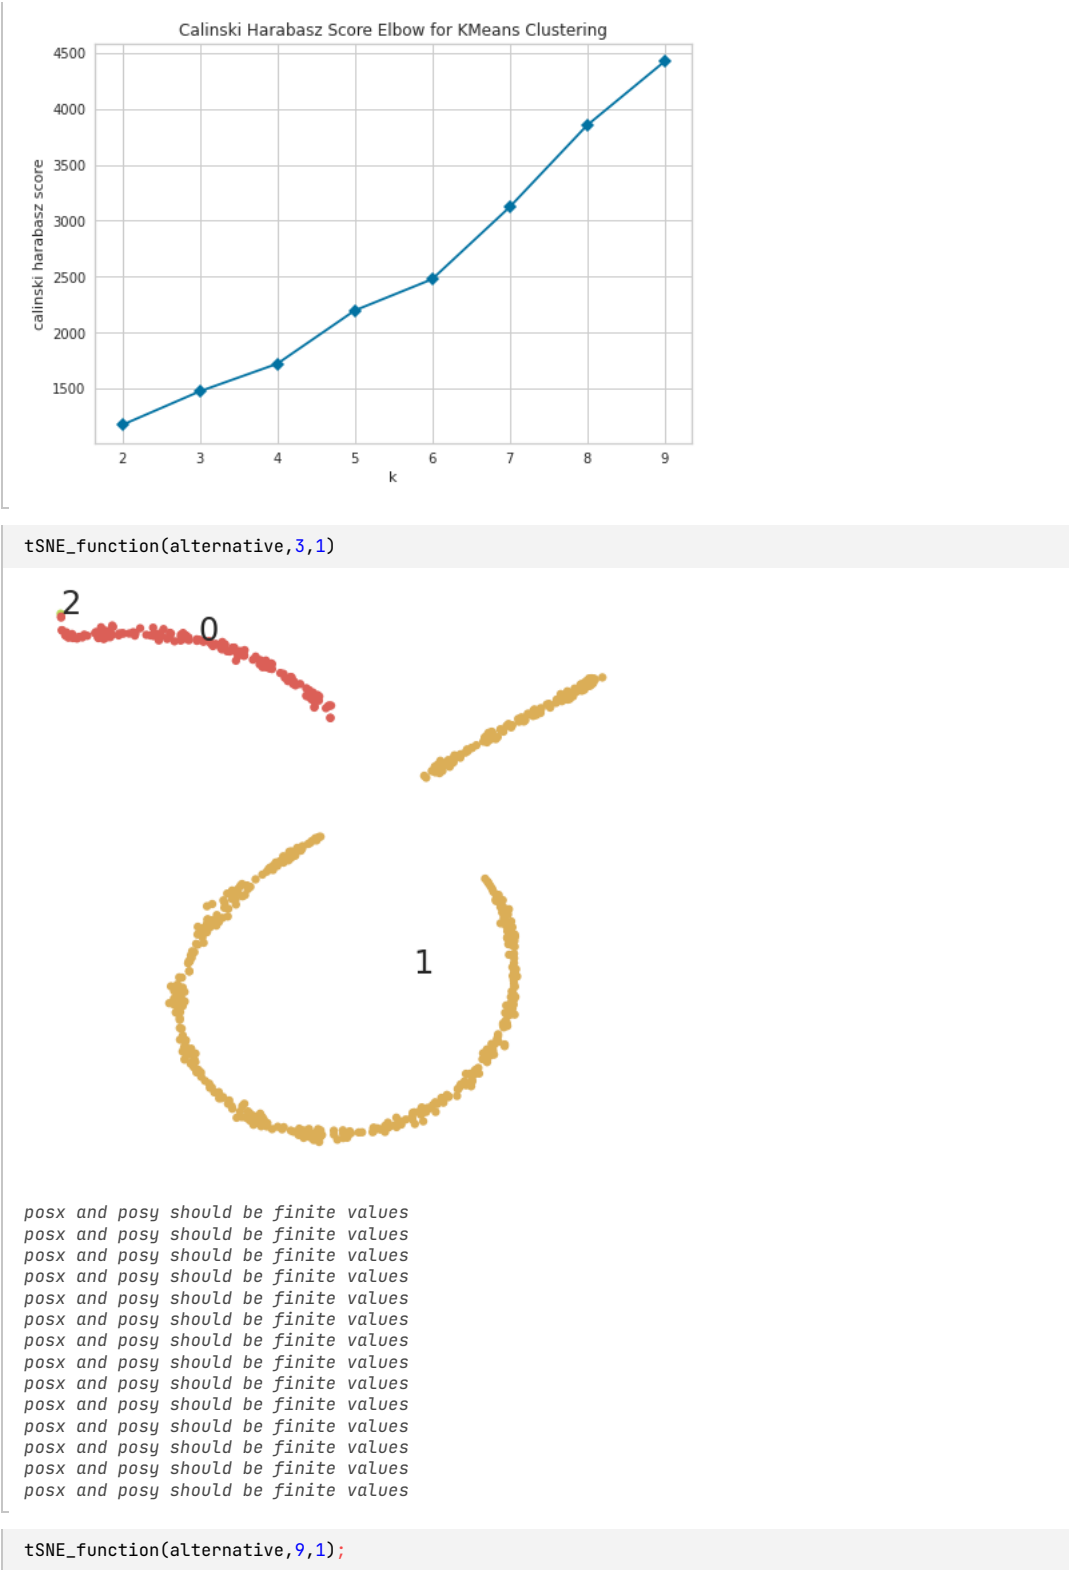 Calinski Harabasz Score Elbow for KMeans Clustering
4500
4000
3500
3000
2500
2000
1500
calinski harabasz score
2 3 4 5 6 7 8 9
k
tSNE_function(alternative,3,1)
2
0
1
posx and posy should be finite values
posx and posy should be finite values
posx and posy should be finite values
posx and posy should be finite values
posx and posy should be finite values
posx and posy should be finite values
posx and posy should be finite values
posx and posy should be finite values
posx and posy should be finite values
posx and posy should be finite values
posx and posy should be finite values
posx and posy should be finite values
posx and posy should be finite values
posx and posy should be finite values
tSNE_function(alternative,9,1);